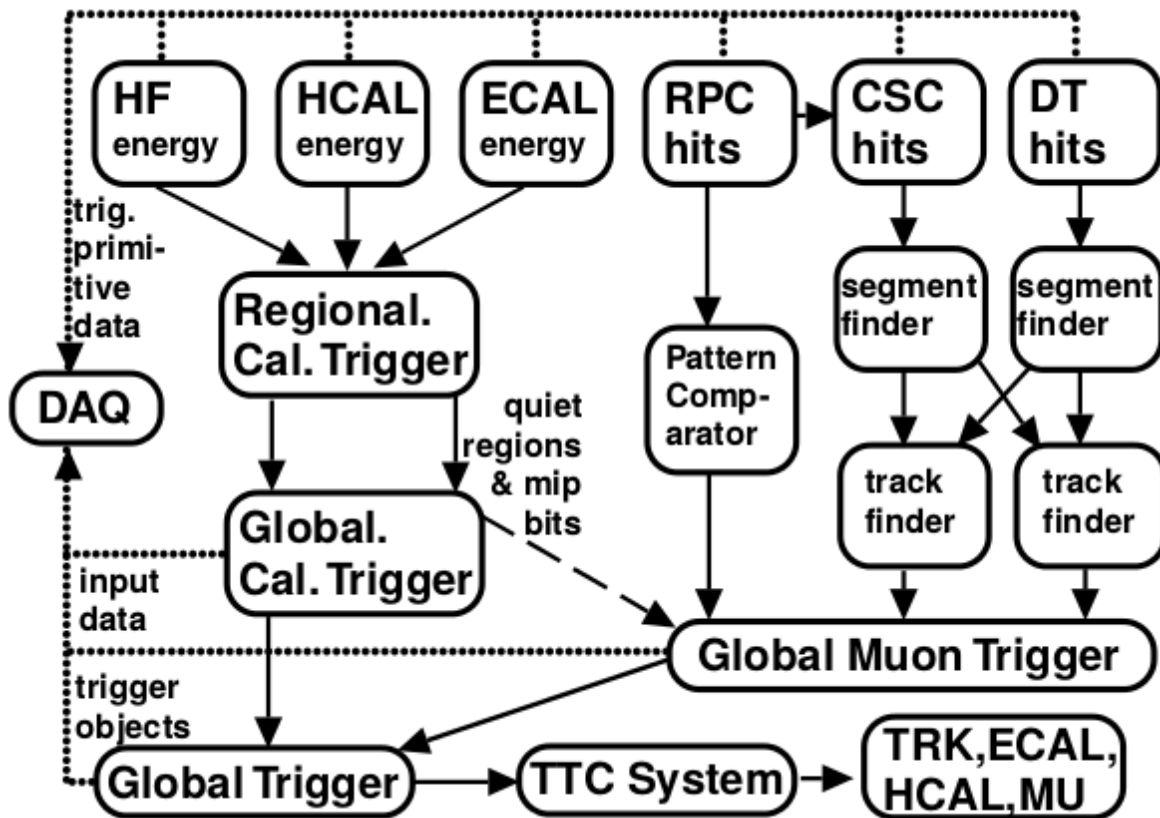 HF
energy
HCAL
energy
ECAL
energy
RPC
hits
CSC
hits
DT
hits
trig.
primi-
tive
data
Regional.
Cal. Trigger
segment
finder
segment
finder
Pattern
Comp-
arator
DAQ
quiet
regions
& mip
bits
track
finder
track
finder
Global.
Cal. Trigger
input
data
Global Muon Trigger
trigger
objects
Global Trigger
TTC System
TRK,ECAL,
HCAL,MU